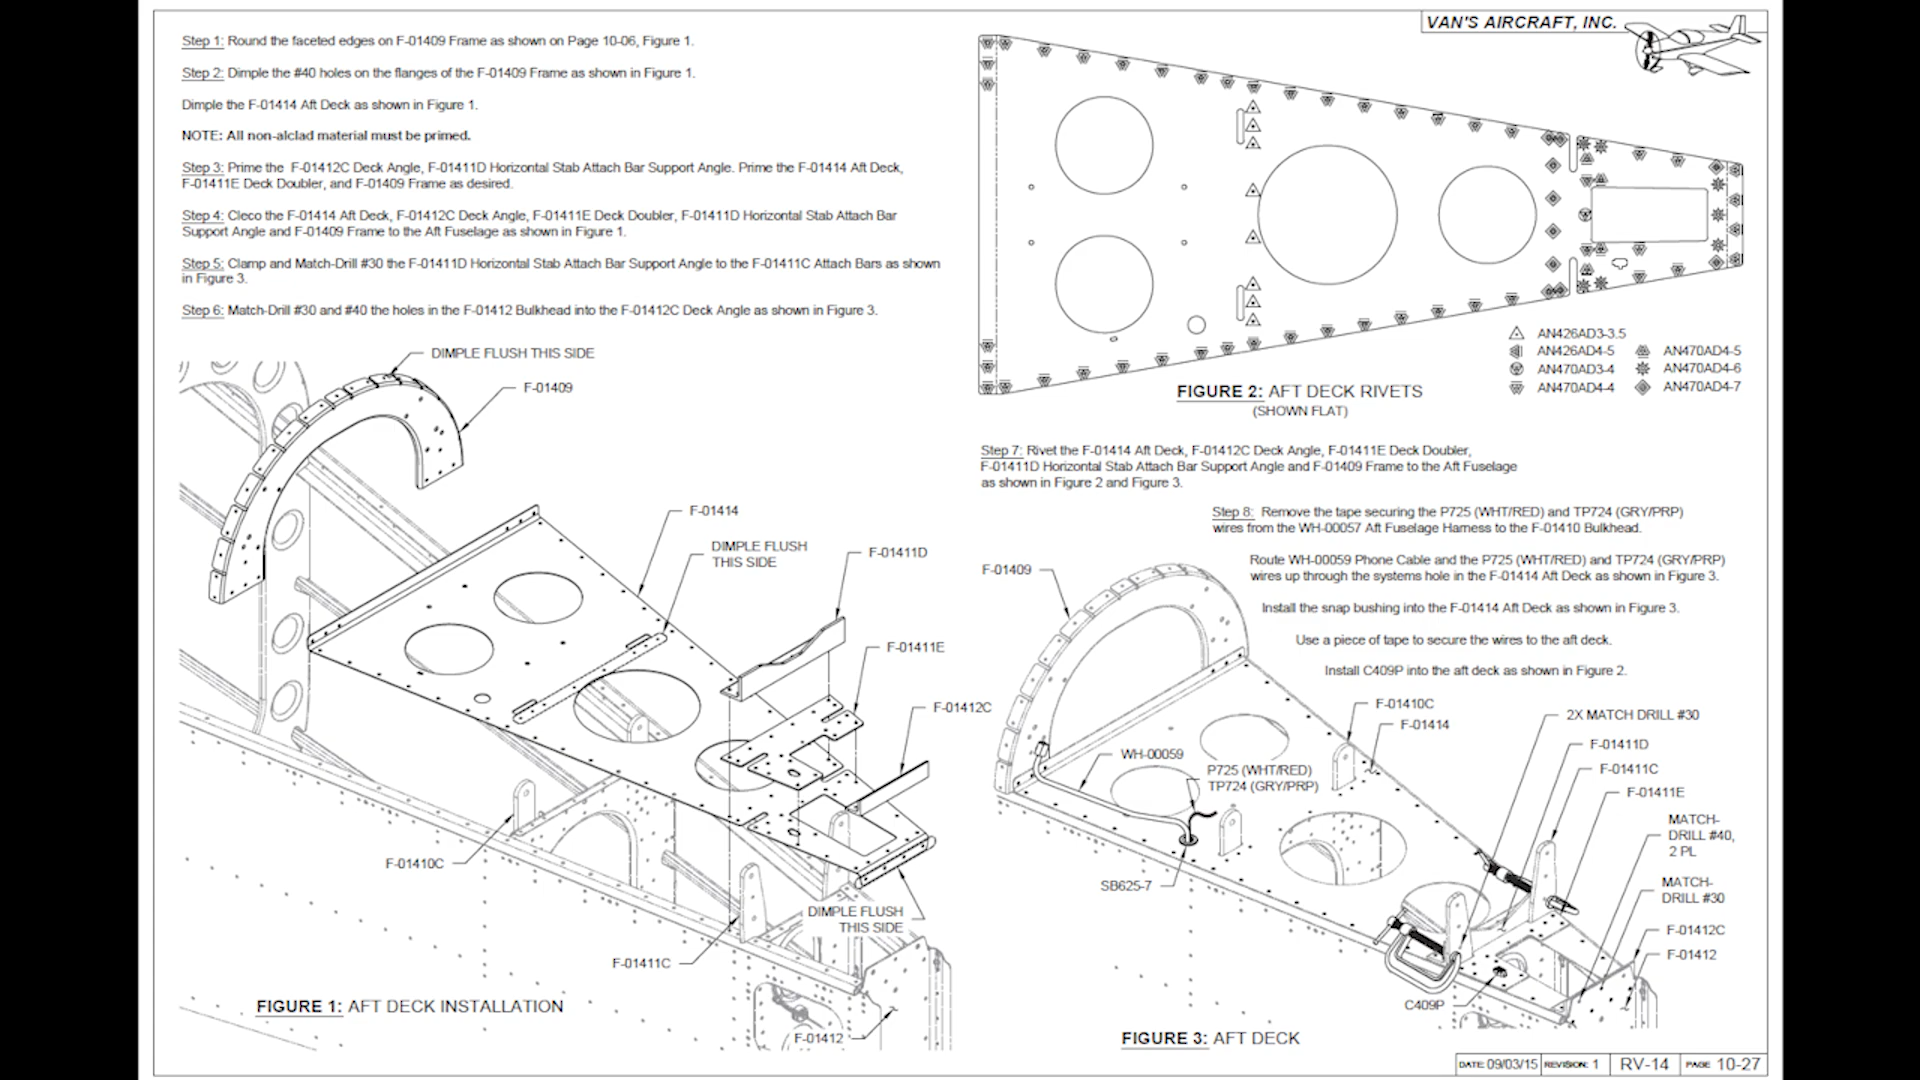 VAN'S AIRCRAFT, INC.
Step 1: Round the faceted edges on F-01409 Frame as shown on Page 10-06, Figure 1.
Step 2: Dimple the #40 holes on the flanges of the F-01409 Frame as shown in Figure 1.
Dimple the F-01414 Aft Deck as shown in Figure 1.
NOTE: All non-alclad material must be primed.
Step 3: Prime the F-01412C Deck Angle, F-01411D Horizontal Stab Attach Bar Support Angle. Prime the F-01414 Aft Deck,
F-01411E Deck Doubler, and F-01409 Frame as desired.
Step 4: Cleco the F-01414 Aft Deck, F-01412C Deck Angle, F-01411E Deck Doubler, F-01411D Horizontal Stab Attach Bar
Support Angle and F-01409 Frame to the Aft Fuselage as shown in Figure 1.
Step 5: Clamp and Match-Drill #30 the F-01411D Horizontal Stab Attach Bar Support Angle to the F-01411C Attach Bars as shown
in Figure 3.
Step 6: Match-Drill #30 and #40 the holes in the F-01412 Bulkhead into the F-01412C Deck Angle as shown in Figure 3.
DIMPLE FLUSH THIS SIDE
F-01409
F-01414
DIMPLE FLUSH
THIS SIDE
F-01411D
F-01411E
F-01412C
F-01410C
DIMPLE FLUSH
THIS SIDE
F-01411C
F-01412
FIGURE 1: AFT DECK INSTALLATION
AN426AD3-3.5
AN426AD4-5
AN470AD3-4
AN470AD4-4
AN470AD4-5
AN470AD4-6
AN470AD4-7
FIGURE 2: AFT DECK RIVETS
(SHOWN FLAT)
Step 7: Rivet the F-01414 Aft Deck, F-01412C Deck Angle, F-01411E Deck Doubler,
F-01411D Horizontal Stab Attach Bar Support Angle and F-01409 Frame to the Aft Fuselage
as shown in Figure 2 and Figure 3.
Step 8: Remove the tape securing the P725 (WHT/RED) and TP724 (GRY/PRP)
wires from the WH-00057 Aft Fuselage Harness to the F-01410 Bulkhead.
Route WH-00059 Phone Cable and the P725 (WHT/RED) and TP724 (GRY/PRP)
wires up through the systems hole in the F-01414 Aft Deck as shown in Figure 3.
Install the snap bushing into the F-01414 Aft Deck as shown in Figure 3.
Use a piece of tape to secure the wires to the aft deck.
Install C409P into the aft deck as shown in Figure 2.
F-01409
F-01410C
F-01414
2X MATCH DRILL #30
F-01411D
F-01411C
F-01411E
WH-00059
P725 (WHT/RED)
TP724 (GRY/PRP)
MATCH-
DRILL #40,
2 PL
SB625-7
MATCH-
DRILL #30
F-01412C
F-01412
C409P
FIGURE 3: AFT DECK
DATE: 09/03/15 REVISION: 1 RV-14 PAGE 10-27